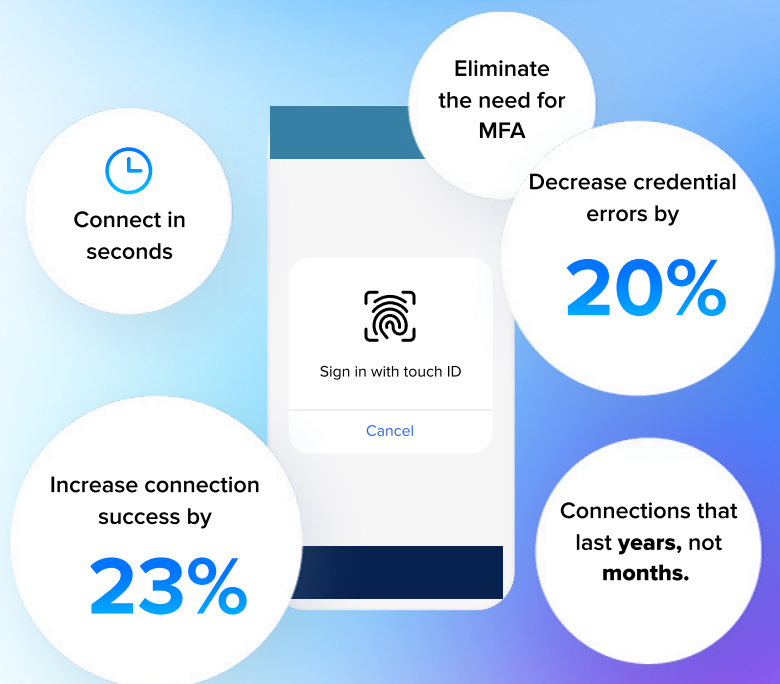 Eliminate
the need for
MFA
Decrease credential
errors by
20%
Connect in
seconds
Sign in with touch ID
Cancel
Increase connection
success by
23%
Connections that
last years, not
months.